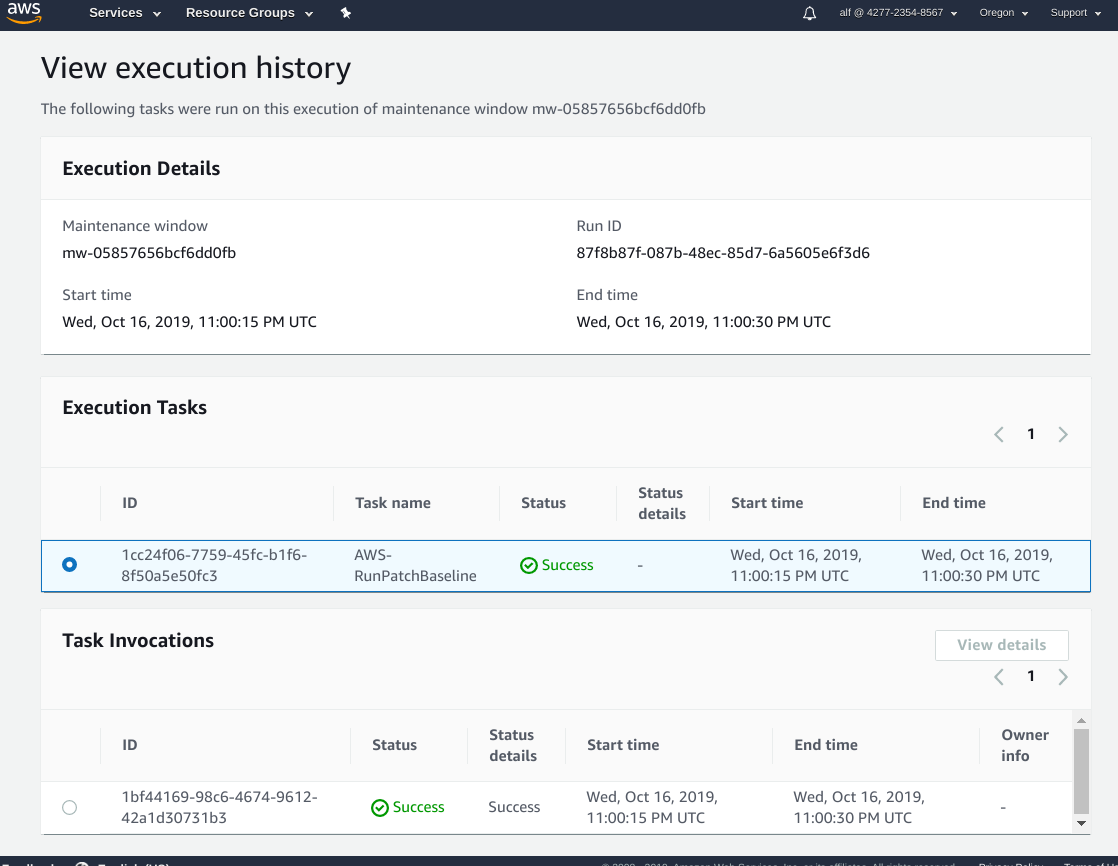 aws Services Resource Groups alf @ 4277-2354-8567 Oregon Support
View execution history
The following tasks were run on this execution of maintenance window mw-05857656bcf6dd0fb
Execution Details
Maintenance window Run ID
mw-05857656bcf6dd0fb 87f8b87f-087b-48ec-85d7-6a5605e6f3d6
Start time End time
Wed, Oct 16, 2019, 11:00:15 PM UTC Wed, Oct 16, 2019, 11:00:30 PM UTC
Execution Tasks
1
ID Task name Status Status details Start time End time
1cc24f06-7759-45fc-b1f6- AWS- Wed, Oct 16, 2019, Wed, Oct 16, 2019,
Success -
8f50a5e50fc3 RunPatchBaseline 11:00:15 PM UTC 11:00:30 PM UTC
Task Invocations
View details
1
ID Status Status details Start time End time Owner info
1bf44169-98c6-4674-9612- Wed, Oct 16, 2019, Wed, Oct 16, 2019,
Success Success -
42a1d30731b3 11:00:15 PM UTC 11:00:30 PM UTC